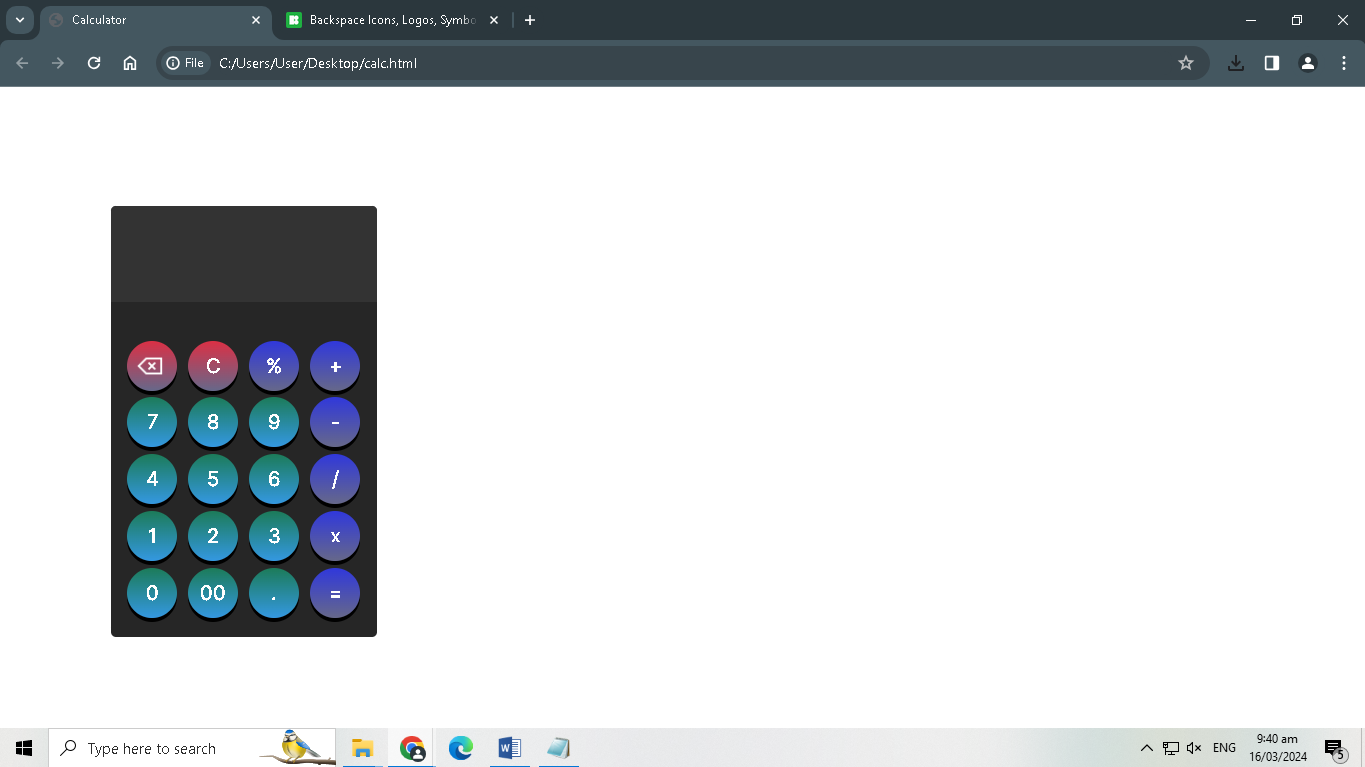 Calculator
Backspace Icons, Logos, Symbo
File C:/Users/User/Desktop/calc.html
C % +
7 8 9 -
4 5 6 /
1 2 3 x
0 00 . =
Type here to search
ENG
9:40 am
16/03/2024
5